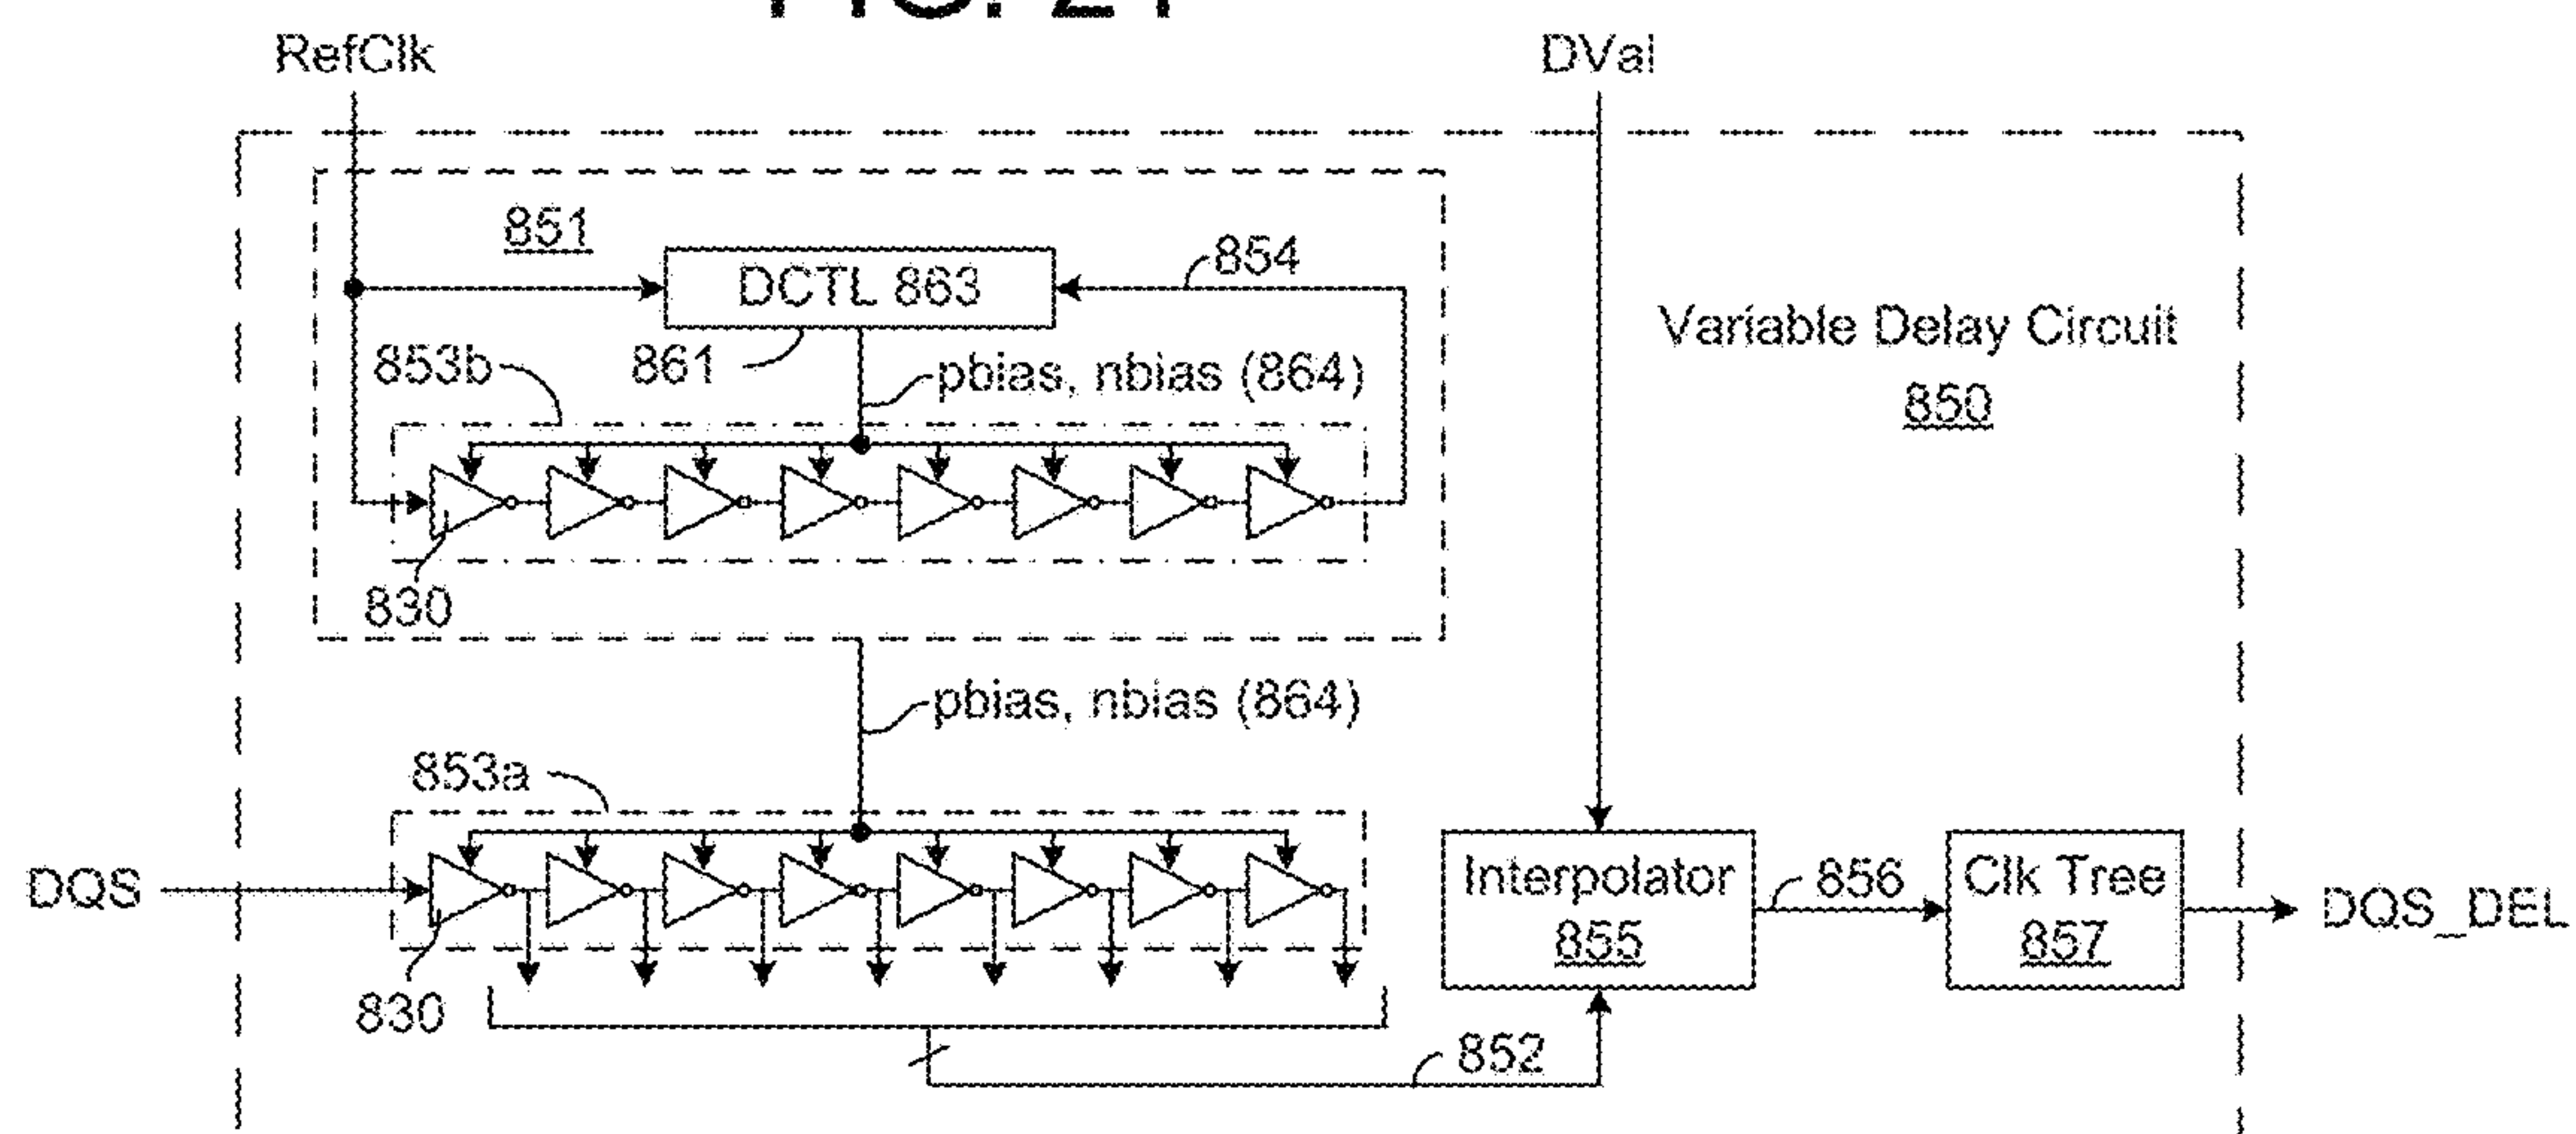 RefClk
DVal
851
DCTL 863
854
Variable Delay Circuit
850
853b
861
pbias, nbias (864)
830
pbias, nbias (864)
853a
DQS
Interpolator
855
856
Clk Tree
857
DQS_DEL
830
852